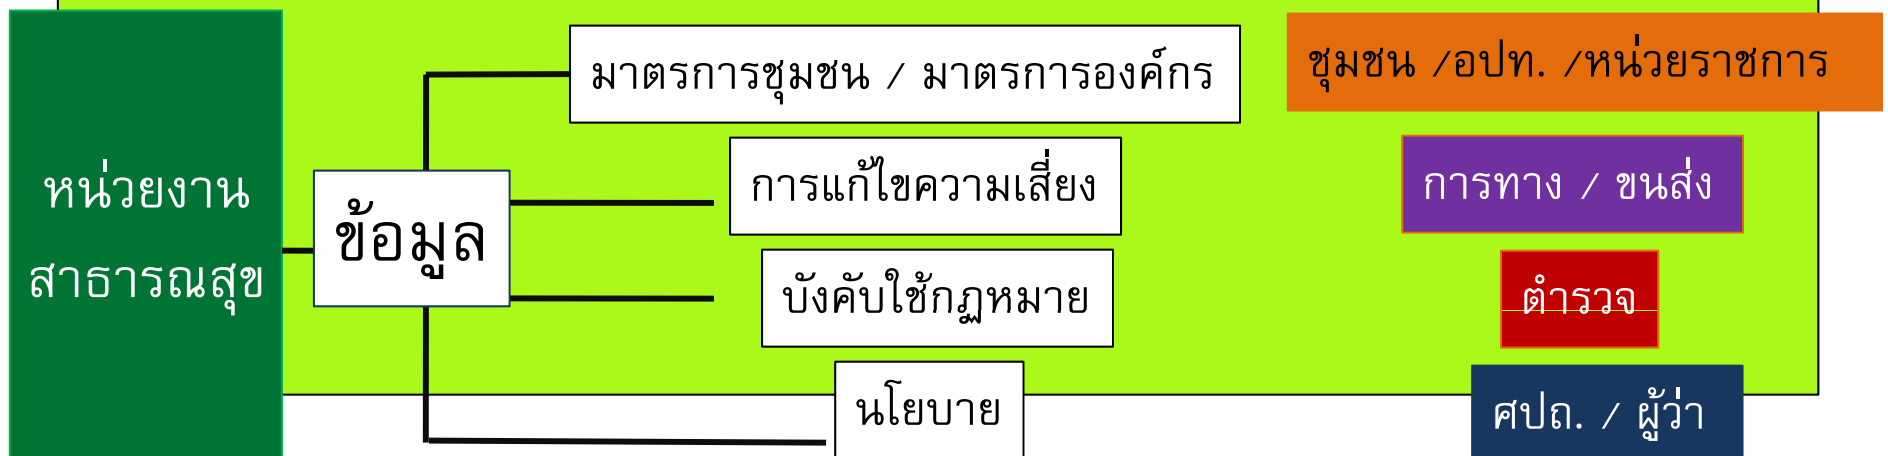 หน่วยงาน
สาธารณสุข
ข้อมูล
มาตรการชุมชน / มาตรการองค์กร
ชุมชน /อปท. /หน่วยราชการ
การแก้ไขความเสี่ยง
การทาง / ขนส่ง
บังคับใช้กฎหมาย
ตำรวจ
นโยบาย
ศปถ. / ผู้ว่า